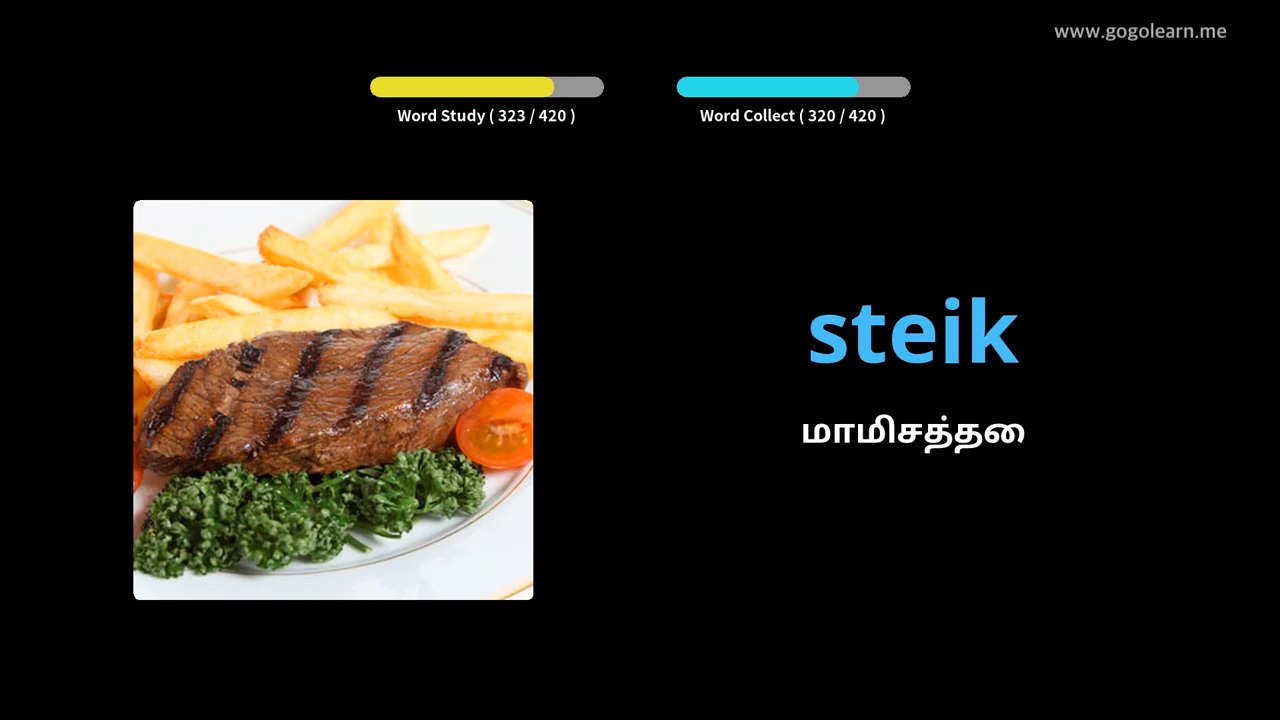 www.gogolearn.me
Word Study ( 323 / 420 )
Word Collect ( 320 / 420 )
steik
மாமிசத்தை